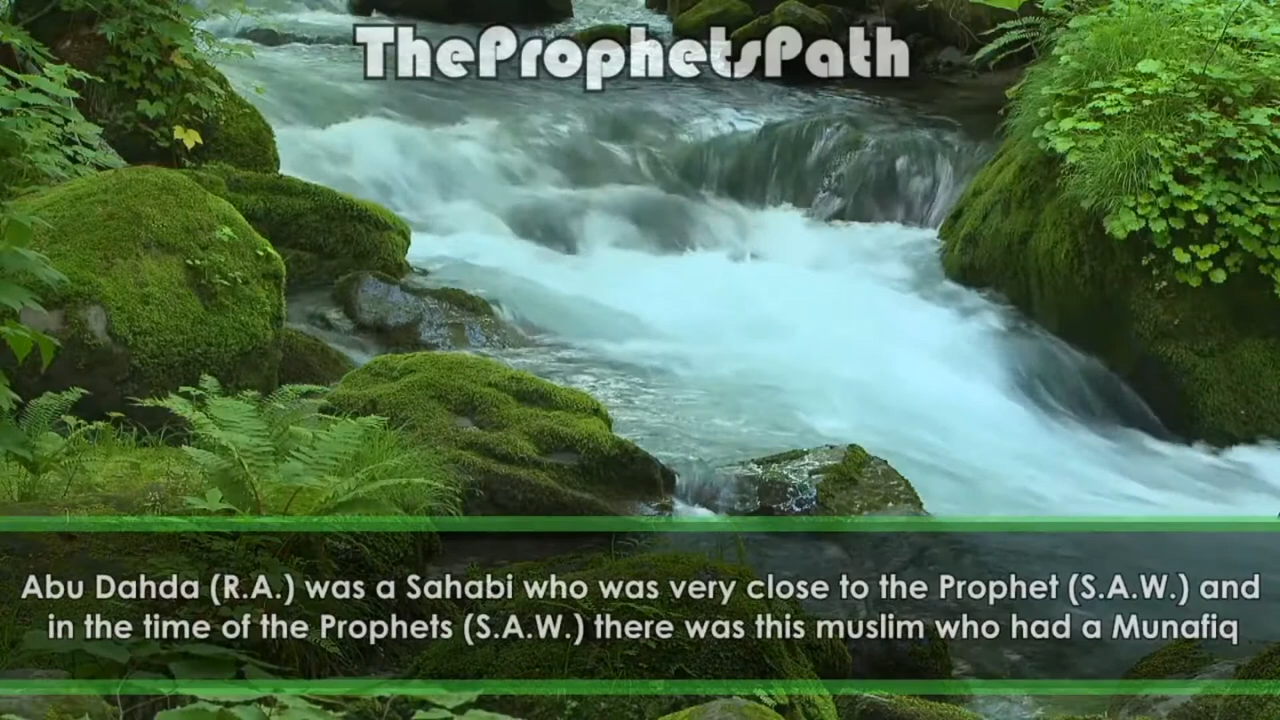 TheProphetsPath
Abu Dahda (R.A.) was a Sahabi who was very close to the Prophet (S.A.W.) and
in the time of the Prophets (S.A.W.) there was this muslim who had a Munafiq